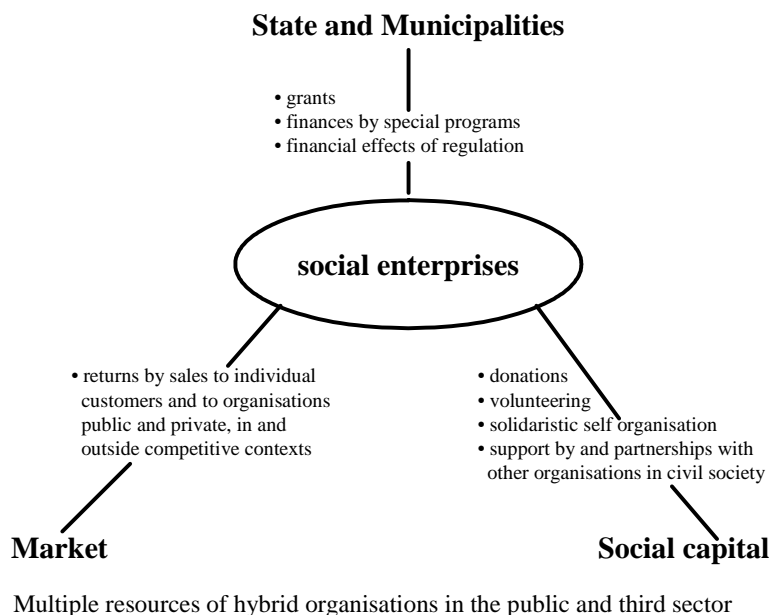 State and Municipalities
• grants
• finances by special programs
• financial effects of regulation
social enterprises
• returns by sales to individual
customers and to organisations
public and private, in and
outside competitive contexts
• donations
• volunteering
• solidaristic self organisation
• support by and partnerships with
other organisations in civil society
Market
Social capital
Multiple resources of hybrid organisations in the public and third sector